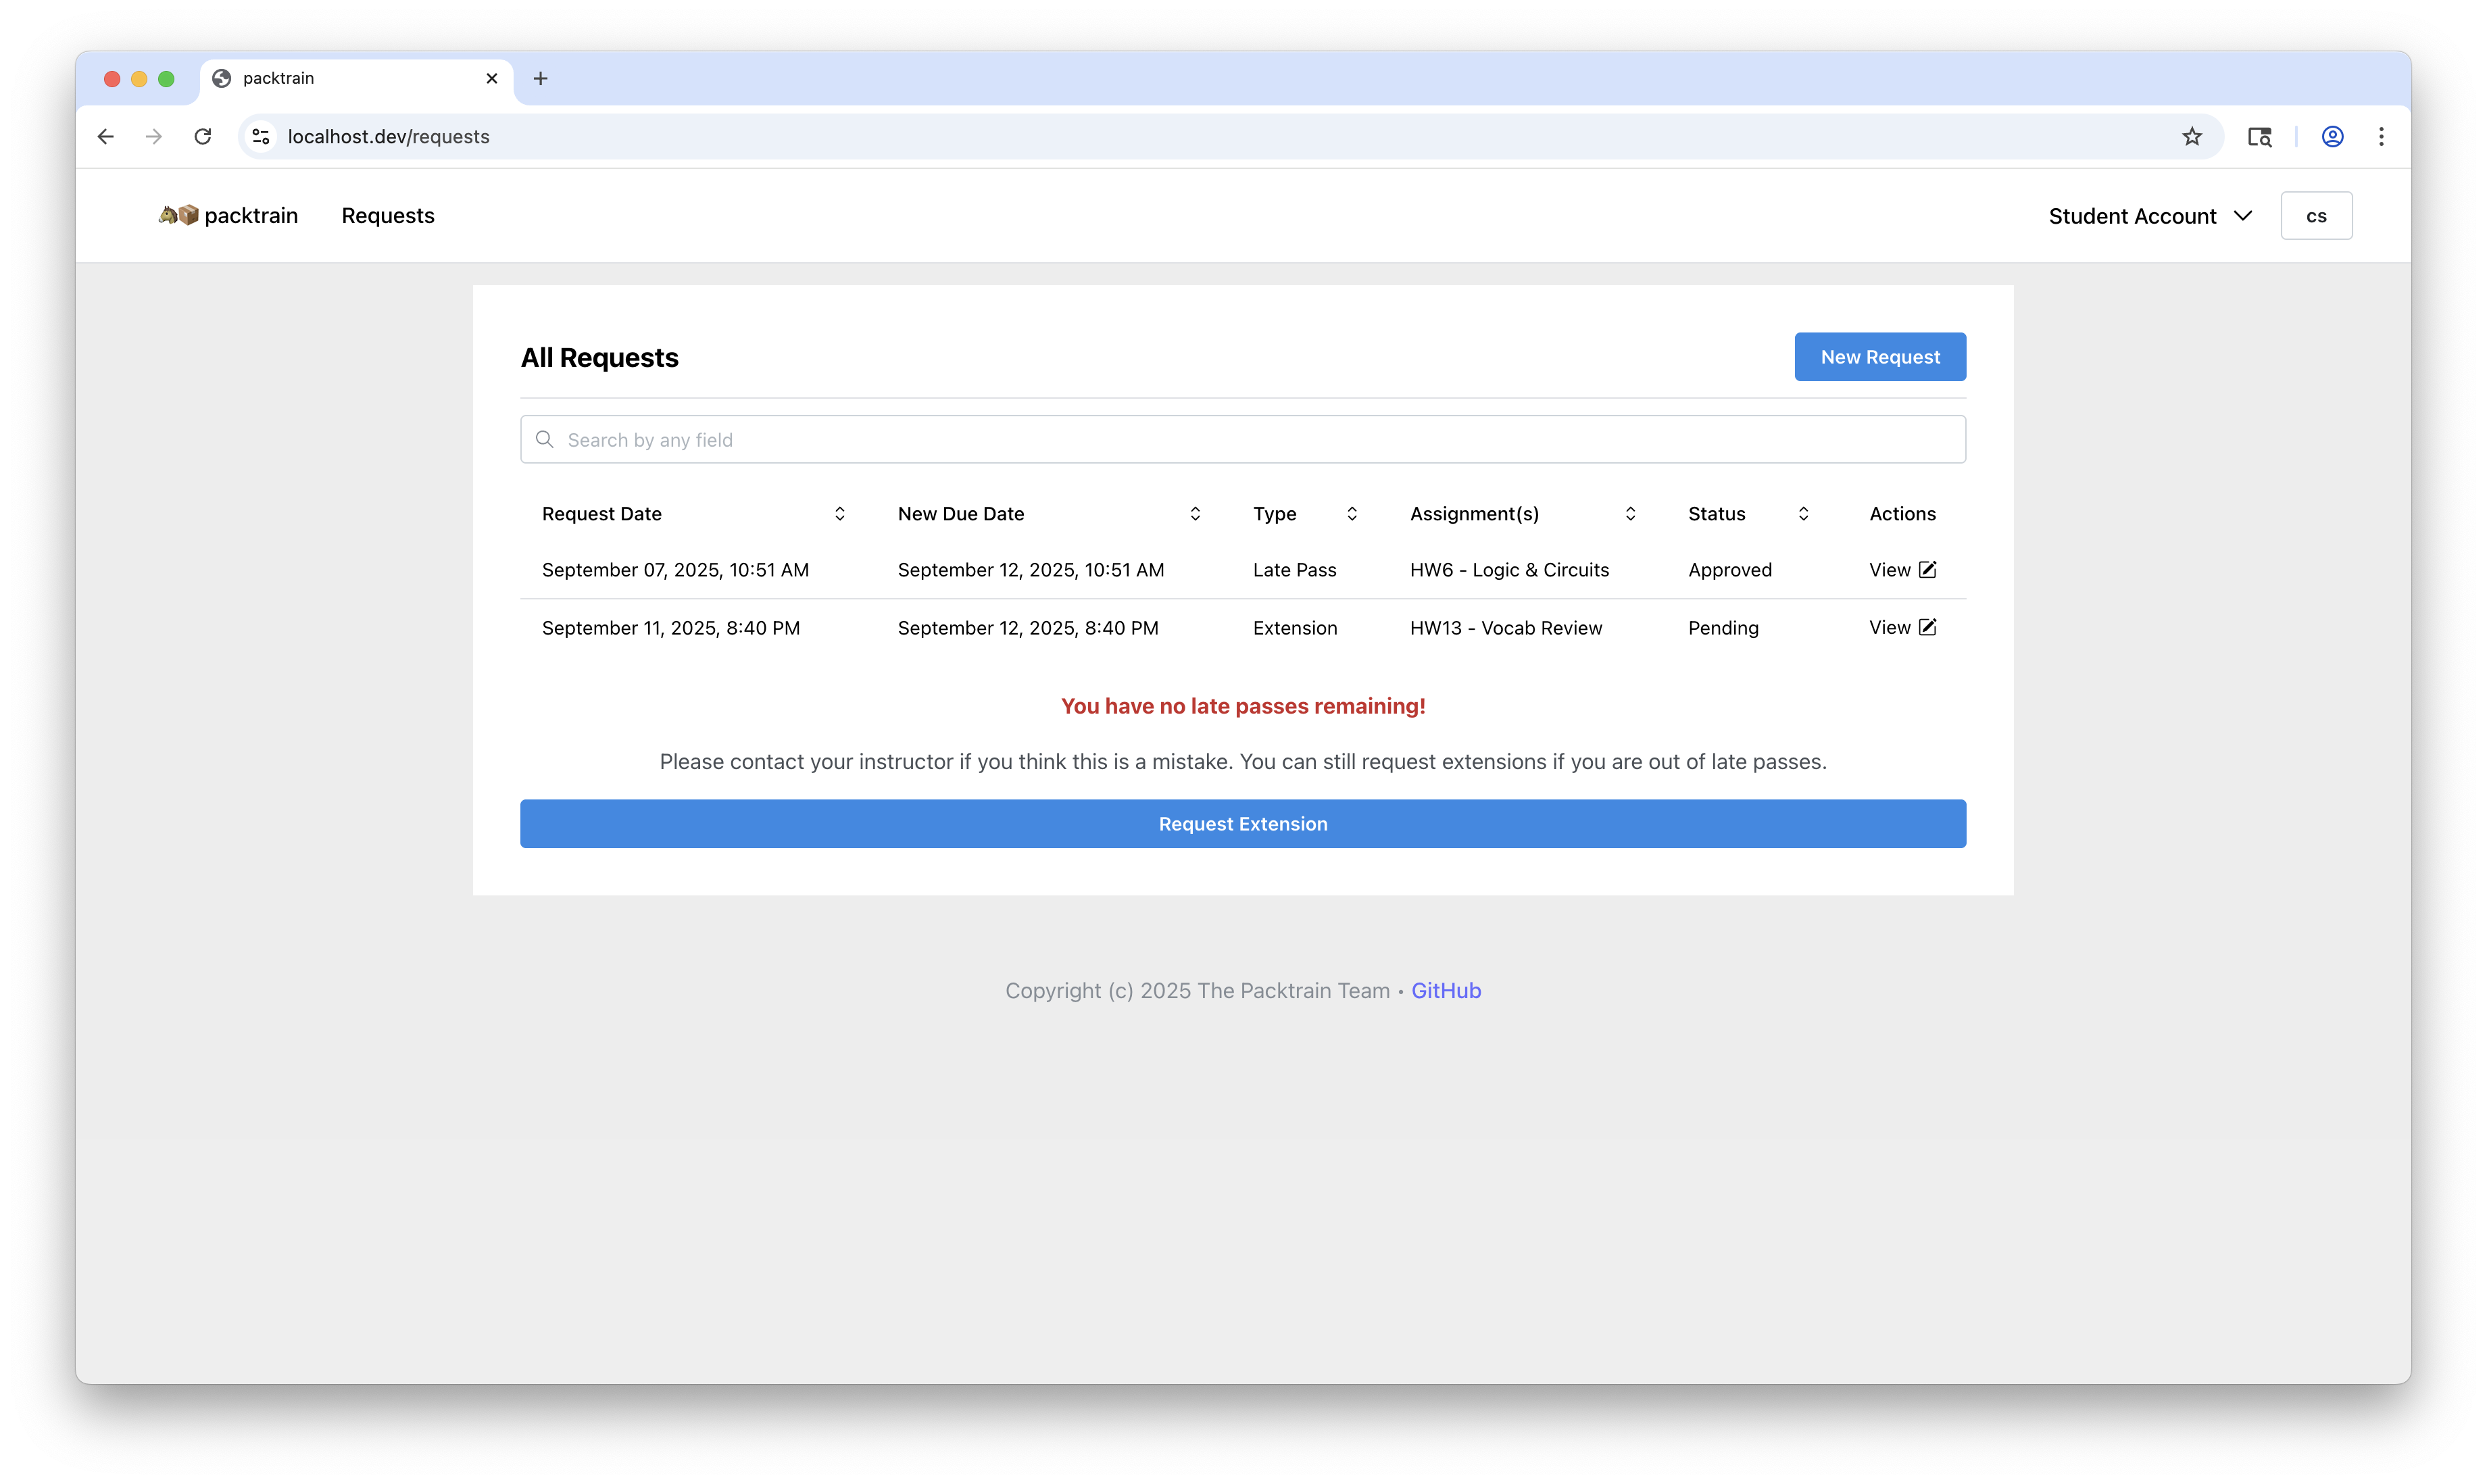 packtrain
localhost.dev/requests
packtrain Requests Student Account cs
All Requests New Request
Search by any field
Request Date New Due Date Type Assignment(s) Status Actions
September 07, 2025, 10:51 AM September 12, 2025, 10:51 AM Late Pass HW6 - Logic & Circuits Approved View
September 11, 2025, 8:40 PM September 12, 2025, 8:40 PM Extension HW13 - Vocab Review Pending View
You have no late passes remaining!
Please contact your instructor if you think this is a mistake. You can still request extensions if you are out of late passes.
Request Extension
Copyright (c) 2025 The Packtrain Team • GitHub